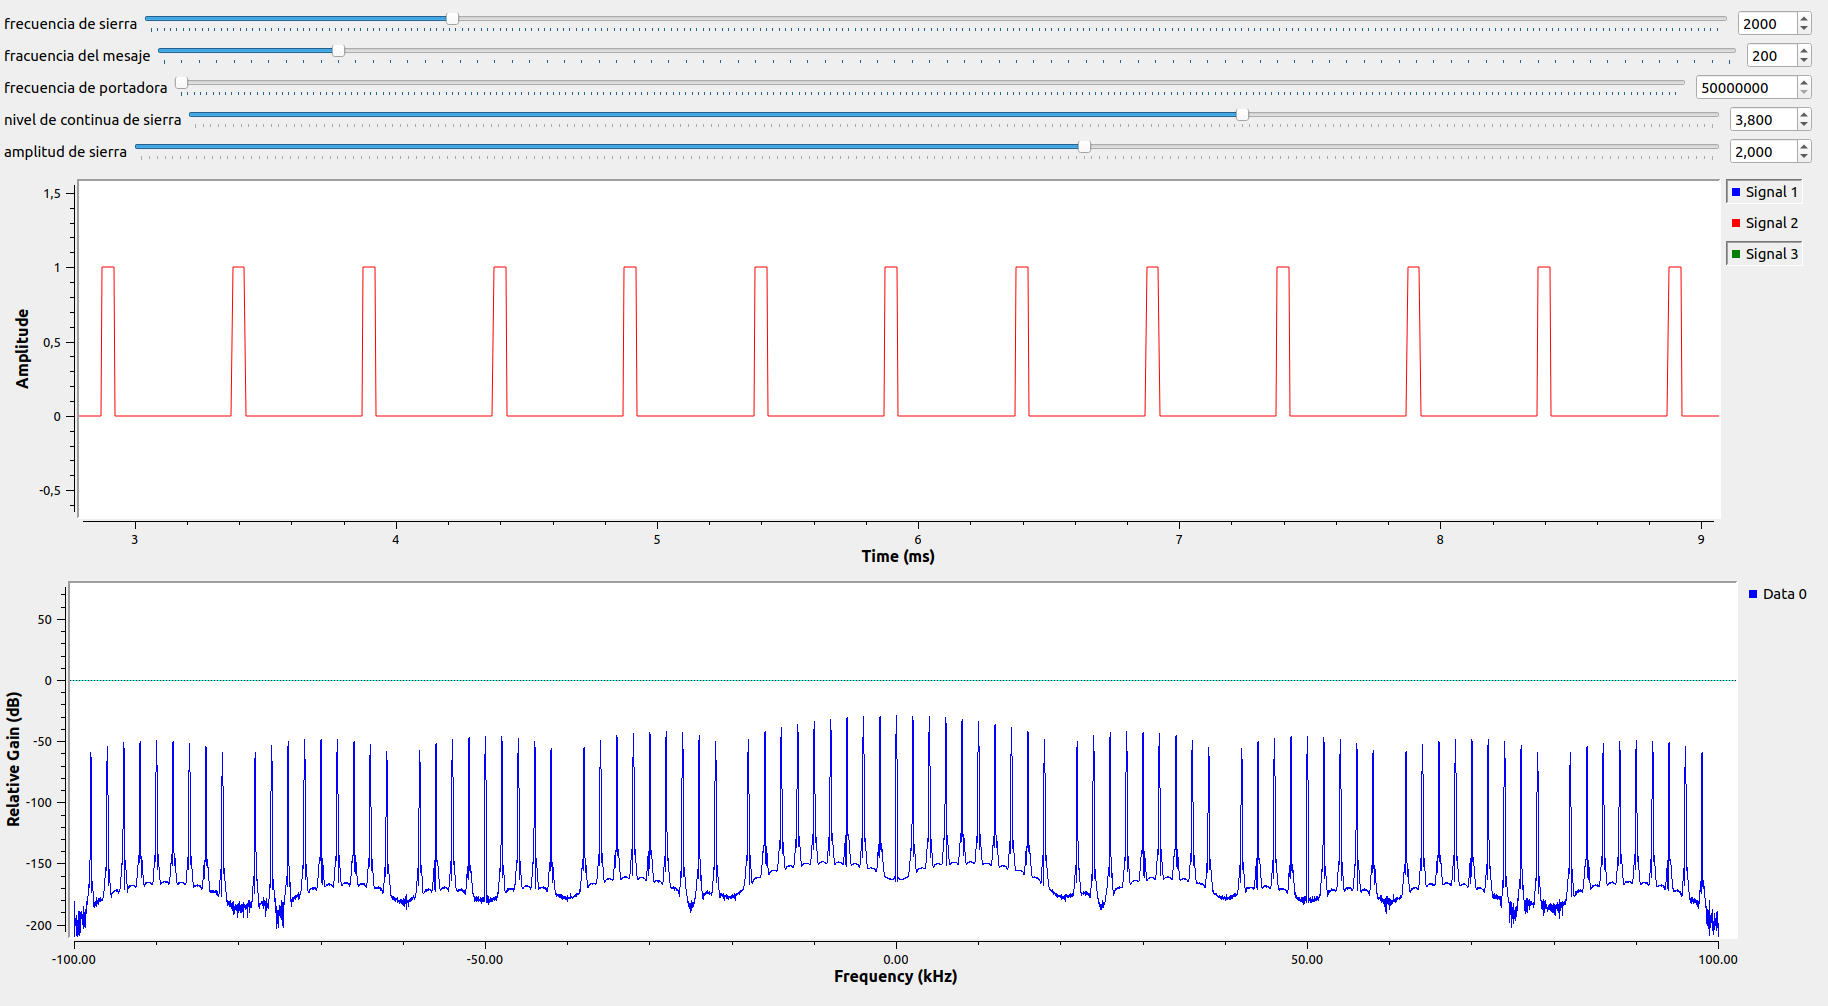 frecuencia de sierra 2000
fracuencia del mesaje 200
frecuencia de portadora 50000000
nivel de continua de sierra 3,800
amplitud de sierra 2,000
1,5
1
0,5
0
-0,5
Amplitude
3 4 5 6 7 8 9
Time (ms)
Signal 1
Signal 2
Signal 3
50
0
-50
-100
-150
-200
Relative Gain (dB)
-100.00 -50.00 0.00 50.00 100.00
Frequency (kHz)
Data 0